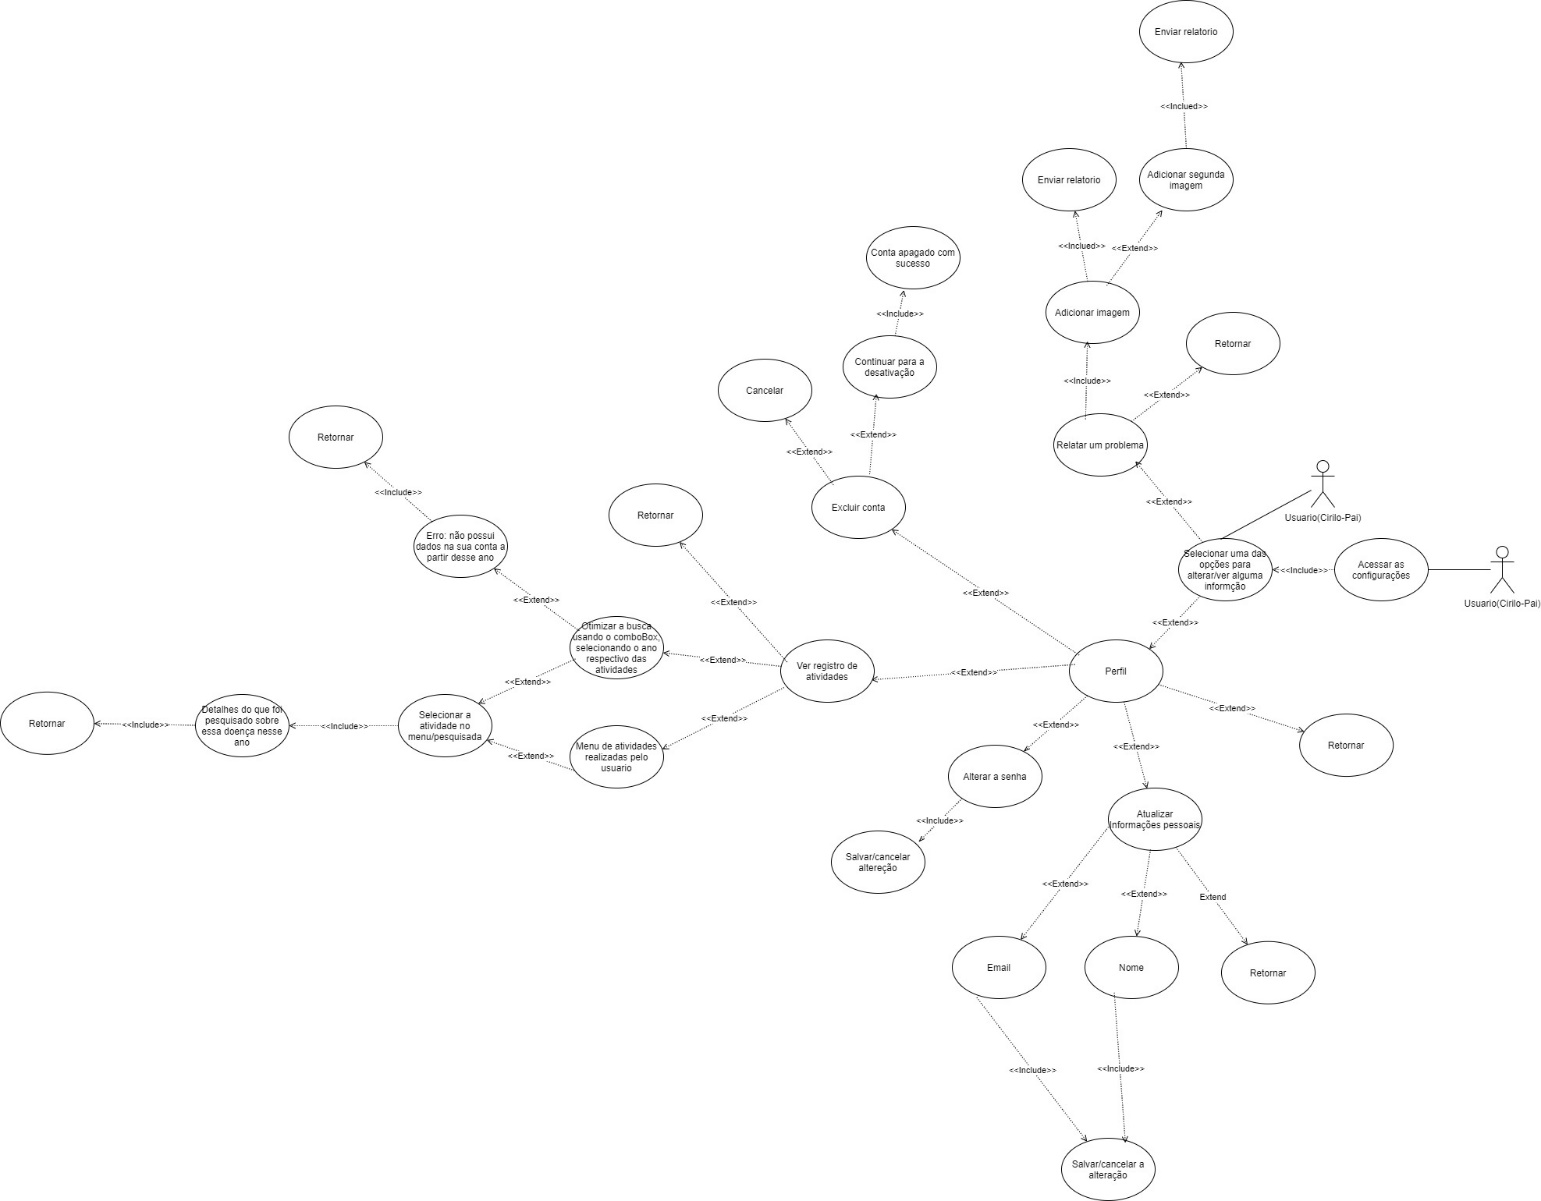 Enviar relatorio
<<Inclued>>
Enviar relatorio
Adicionar segunda
imagem
<<Inclued>>
<<Extend>>
Conta apagado com
sucesso
<<Include>>
Adicionar imagem
Retornar
Continuar para a
desativação
<<Include>>
Cancelar
<<Extend>>
<<Extend>>
<<Extend>>
Relatar um problema
Retornar
<<Include>>
<<Extend>>
Excluir conta
Retornar
Usuario(Cirilo-Pai)
Erro: não possui
dados na sua conta a
partir desse ano
Selecionar uma das
opções para
alterar/ver alguma
informção
<<Include>>
Acessar as
configurações
Usuario(Cirilo-Pai)
<<Extend>>
<<Extend>>
<<Extend>>
<<Extend>>
Otimizar a busca
usando o comboBox,
selecionando o ano
respectivo das
atividades
<<Extend>>
Ver registro de
atividades
<<Extend>>
Perfil
<<Extend>>
<<Extend>>
<<Extend>>
Retornar
<<Include>>
Detalhes do que foi
pesquisado sobre
essa doença nesse
ano
<<Include>>
Selecionar a
atividade no
menu/pesquisada
<<Extend>>
Menu de atividades
realizadas pelo
usuario
<<Extend>>
<<Extend>>
Retornar
Alterar a senha
<<Include>>
Atualizar
Informações pessoais
Salvar/cancelar
altereção
<<Extend>>
<<Extend>>
Extend
Email
Nome
Retornar
<<Include>>
<<Include>>
Salvar/cancelar a
alteração